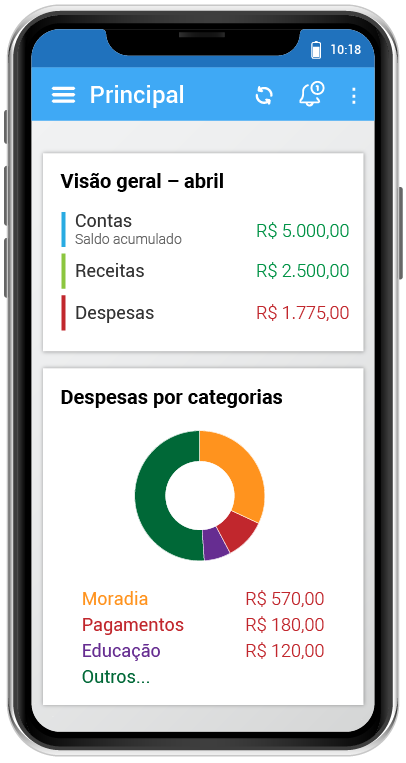 10:18
Principal
1
Visão geral – abril
Contas R$ 5.000,00
Saldo acumulado
Receitas R$ 2.500,00
Despesas R$ 1.775,00
Despesas por categorias
Moradia R$ 570,00
Pagamentos R$ 180,00
Educação R$ 120,00
Outros...